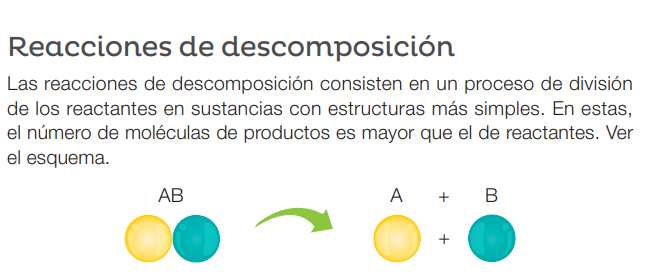 Reacciones de descomposición
Las reacciones de descomposición consisten en un proceso de división
de los reactantes en sustancias con estructuras más simples. En estas,
el número de moléculas de productos es mayor que el de reactantes. Ver
el esquema.
AB A + B
+